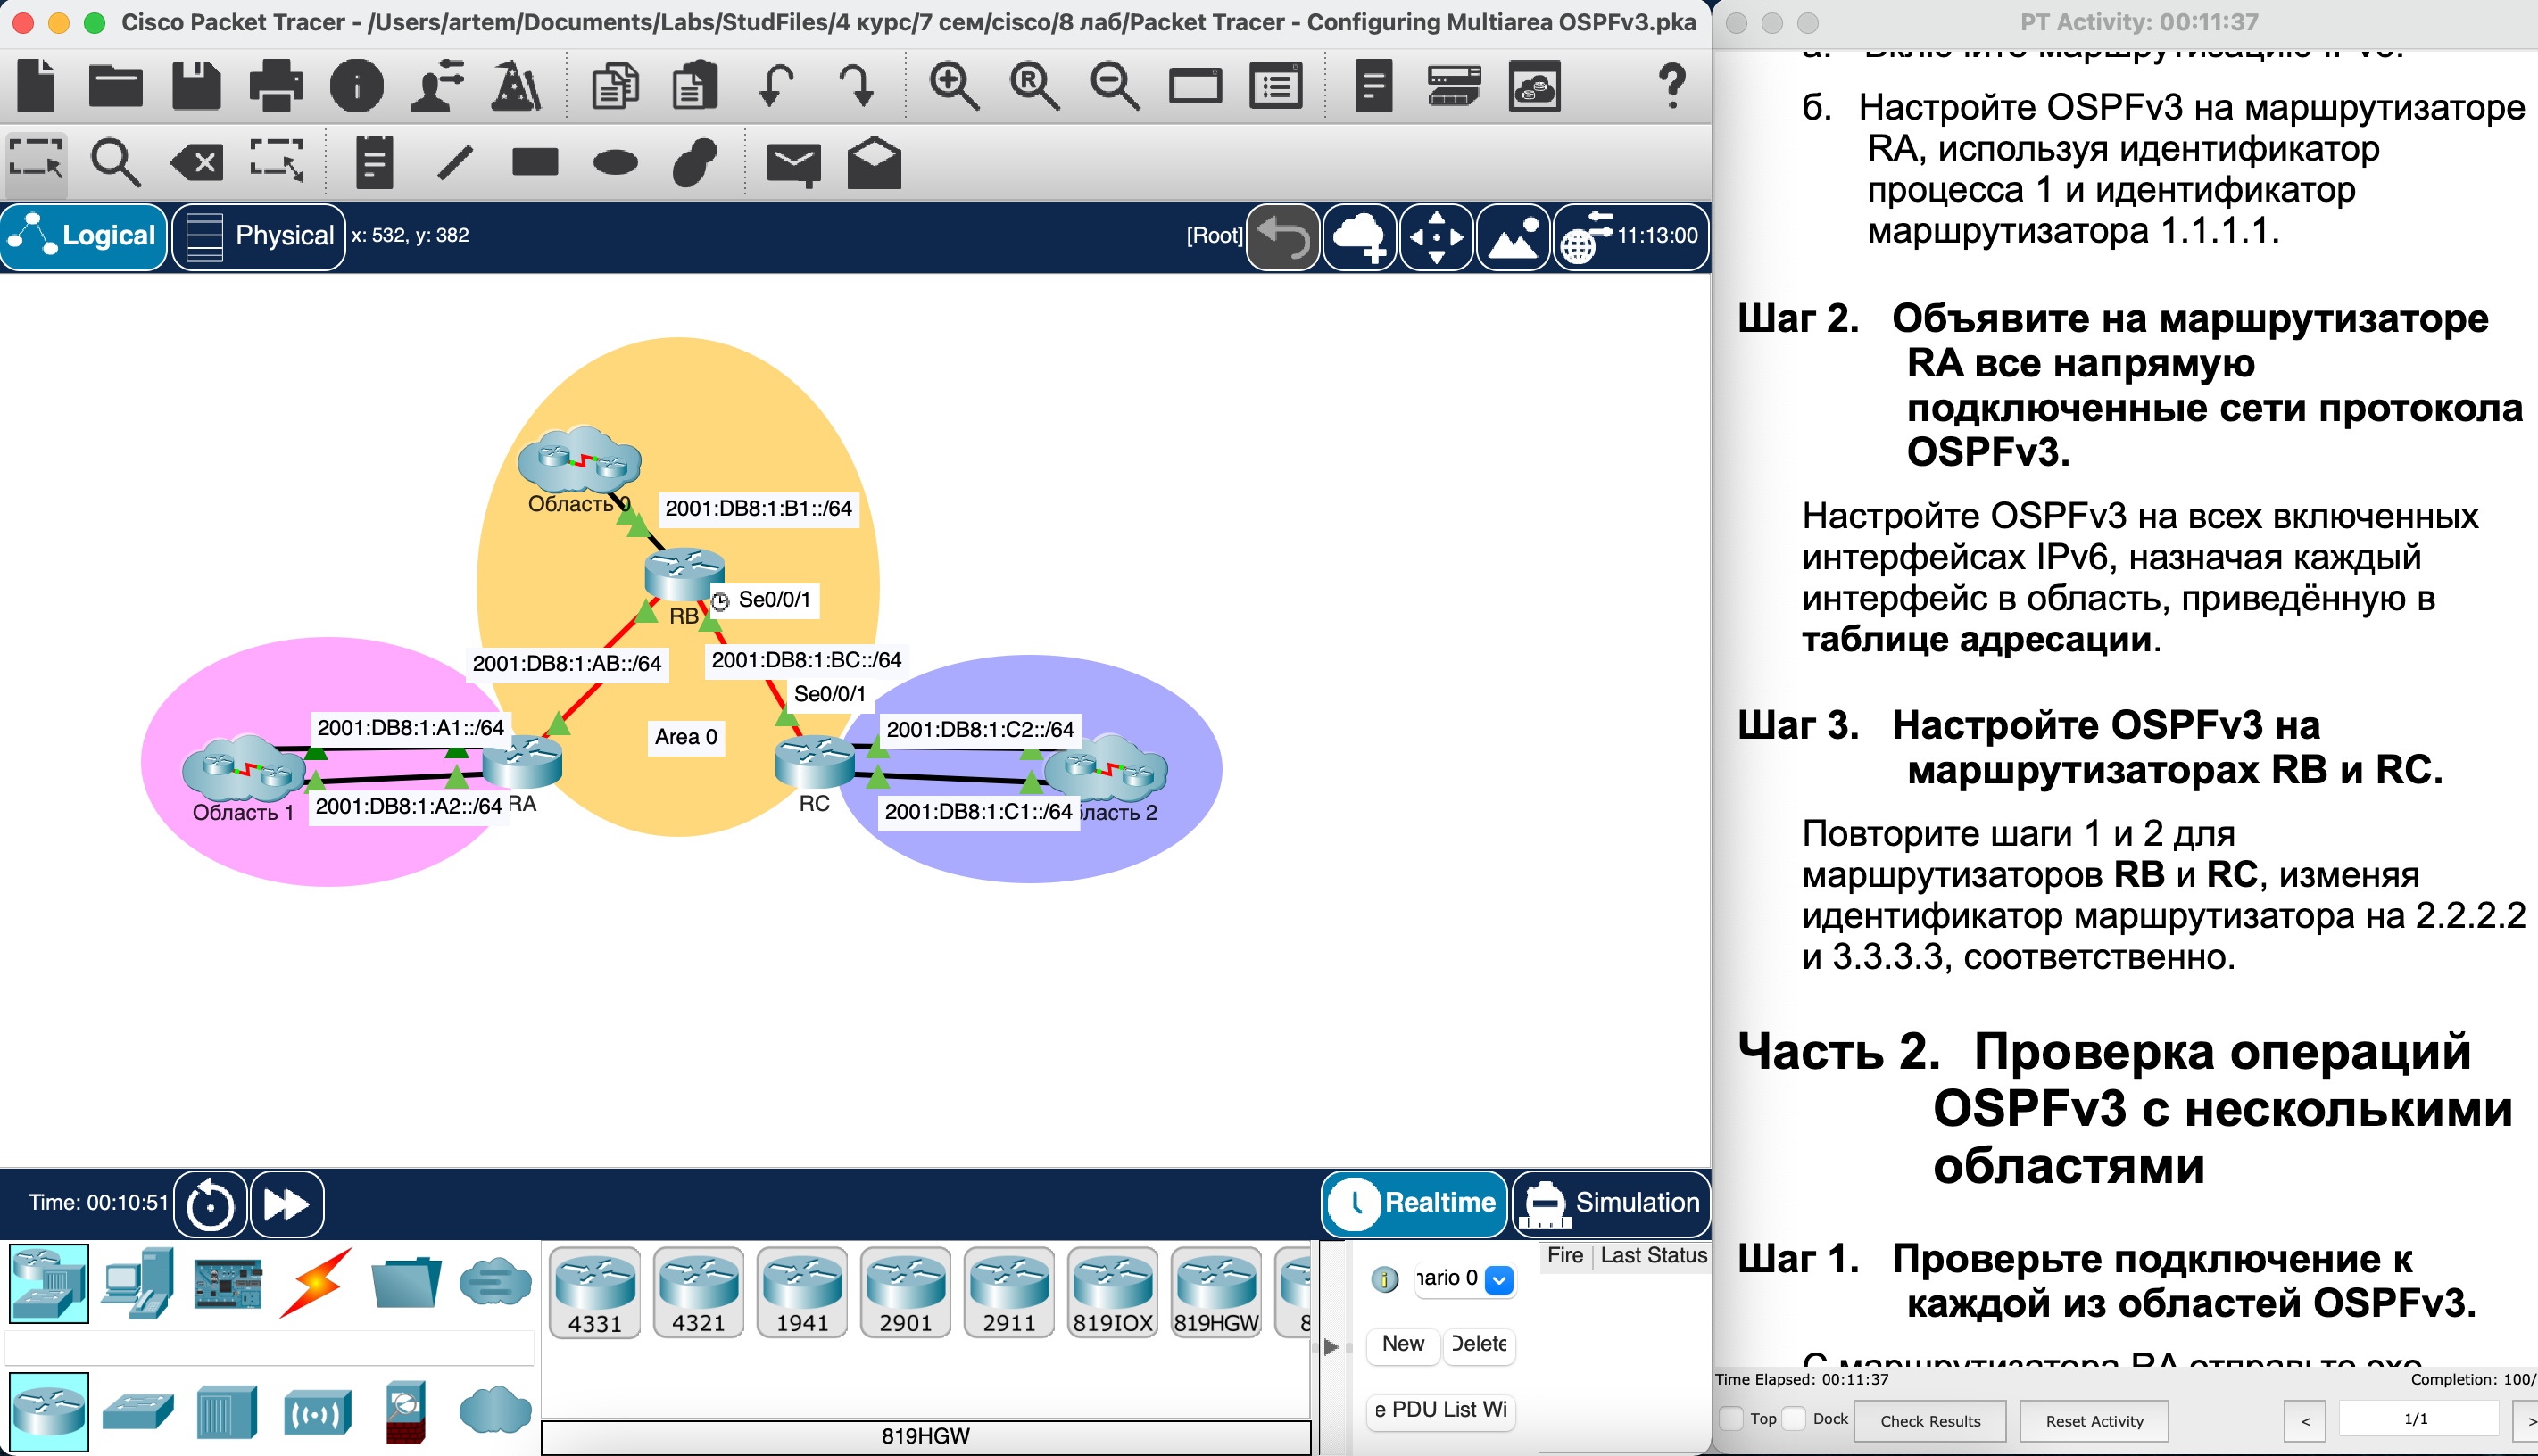 Cisco Packet Tracer - /Users/artem/Documents/Labs/StudFiles/4 курс/7 сем/cisco/8 лаб/Packet Tracer - Configuring Multiarea OSPFv3.pka
Logical
Physical
x: 532, y: 382
[Root]
11:13:00
Область 0
2001:DB8:1:B1::/64
Se0/0/1
RB
2001:DB8:1:AB::/64
2001:DB8:1:BC::/64
Se0/0/1
2001:DB8:1:A1::/64
Area 0
2001:DB8:1:C2::/64
2001:DB8:1:A2::/64
RA
RC
Область 1
2001:DB8:1:C1::/64
бласть 2
Time: 00:10:51
Realtime
Simulation
4331
4321
1941
2901
2911
819IOX
819HGW
8
819HGW
nario 0
New
Delete
e PDU List Wi
Fire
Last Status
PT Activity: 00:11:37
а. Включите маршрутизацию IPv6.
б. Настройте OSPFv3 на маршрутизаторе
RA, используя идентификатор
процесса 1 и идентификатор
маршрутизатора 1.1.1.1.
Шаг 2. Объявите на маршрутизаторе
RA все напрямую
подключенные сети протокола
OSPFv3.
Настройте OSPFv3 на всех включенных
интерфейсах IPv6, назначая каждый
интерфейс в область, приведённую в
таблице адресации.
Шаг 3. Настройте OSPFv3 на
маршрутизаторах RB и RC.
Повторите шаги 1 и 2 для
маршрутизаторов RB и RC, изменяя
идентификатор маршрутизатора на 2.2.2.2
и 3.3.3.3, соответственно.
Часть 2. Проверка операций
OSPFv3 с несколькими
областями
Шаг 1. Проверьте подключение к
каждой из областей OSPFv3.
С маршрутизатора RA отправьте эхо-
Time Elapsed: 00:11:37
Completion: 100/
Top
Dock
Check Results
Reset Activity
<
1/1
>